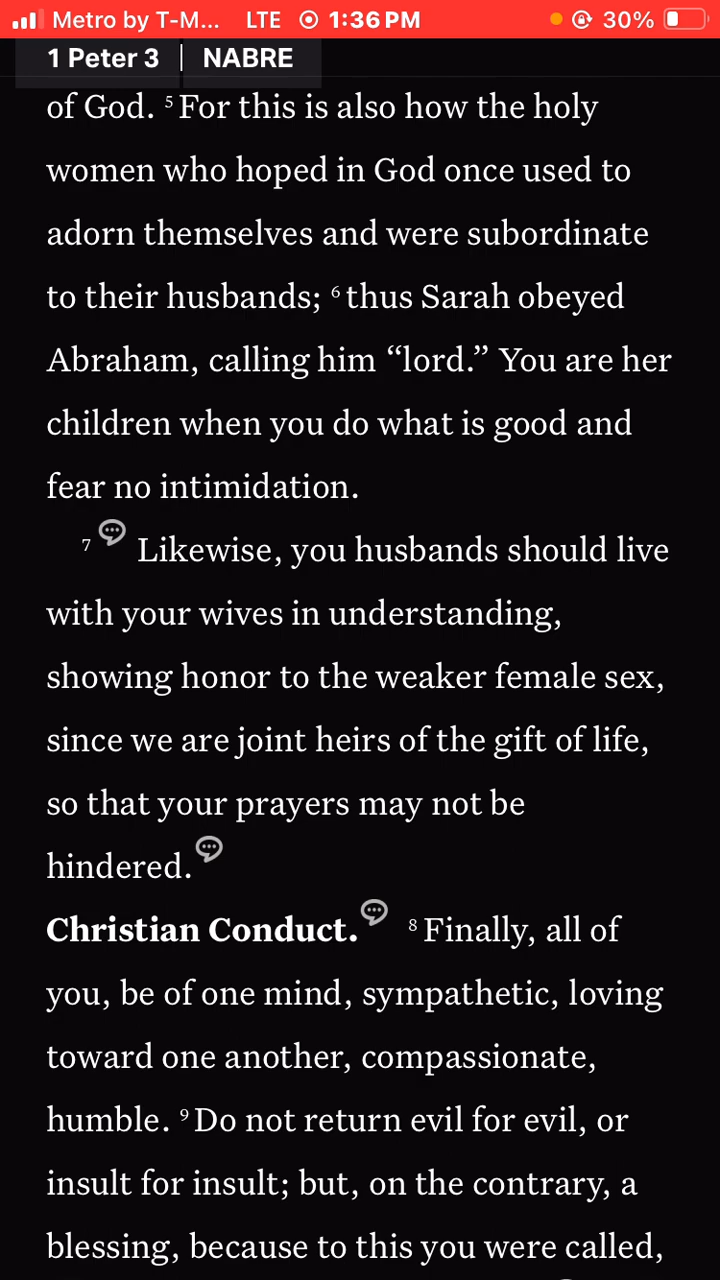 Metro by T-M... LTE 1:36 PM 30%
1 Peter 3 | NABRE
of God. 5 For this is also how the holy
women who hoped in God once used to
adorn themselves and were subordinate
to their husbands; 6 thus Sarah obeyed
Abraham, calling him “lord.” You are her
children when you do what is good and
fear no intimidation.
7 Likewise, you husbands should live
with your wives in understanding,
showing honor to the weaker female sex,
since we are joint heirs of the gift of life,
so that your prayers may not be
hindered.
Christian Conduct. 8 Finally, all of
you, be of one mind, sympathetic, loving
toward one another, compassionate,
humble. 9 Do not return evil for evil, or
insult for insult; but, on the contrary, a
blessing, because to this you were called,